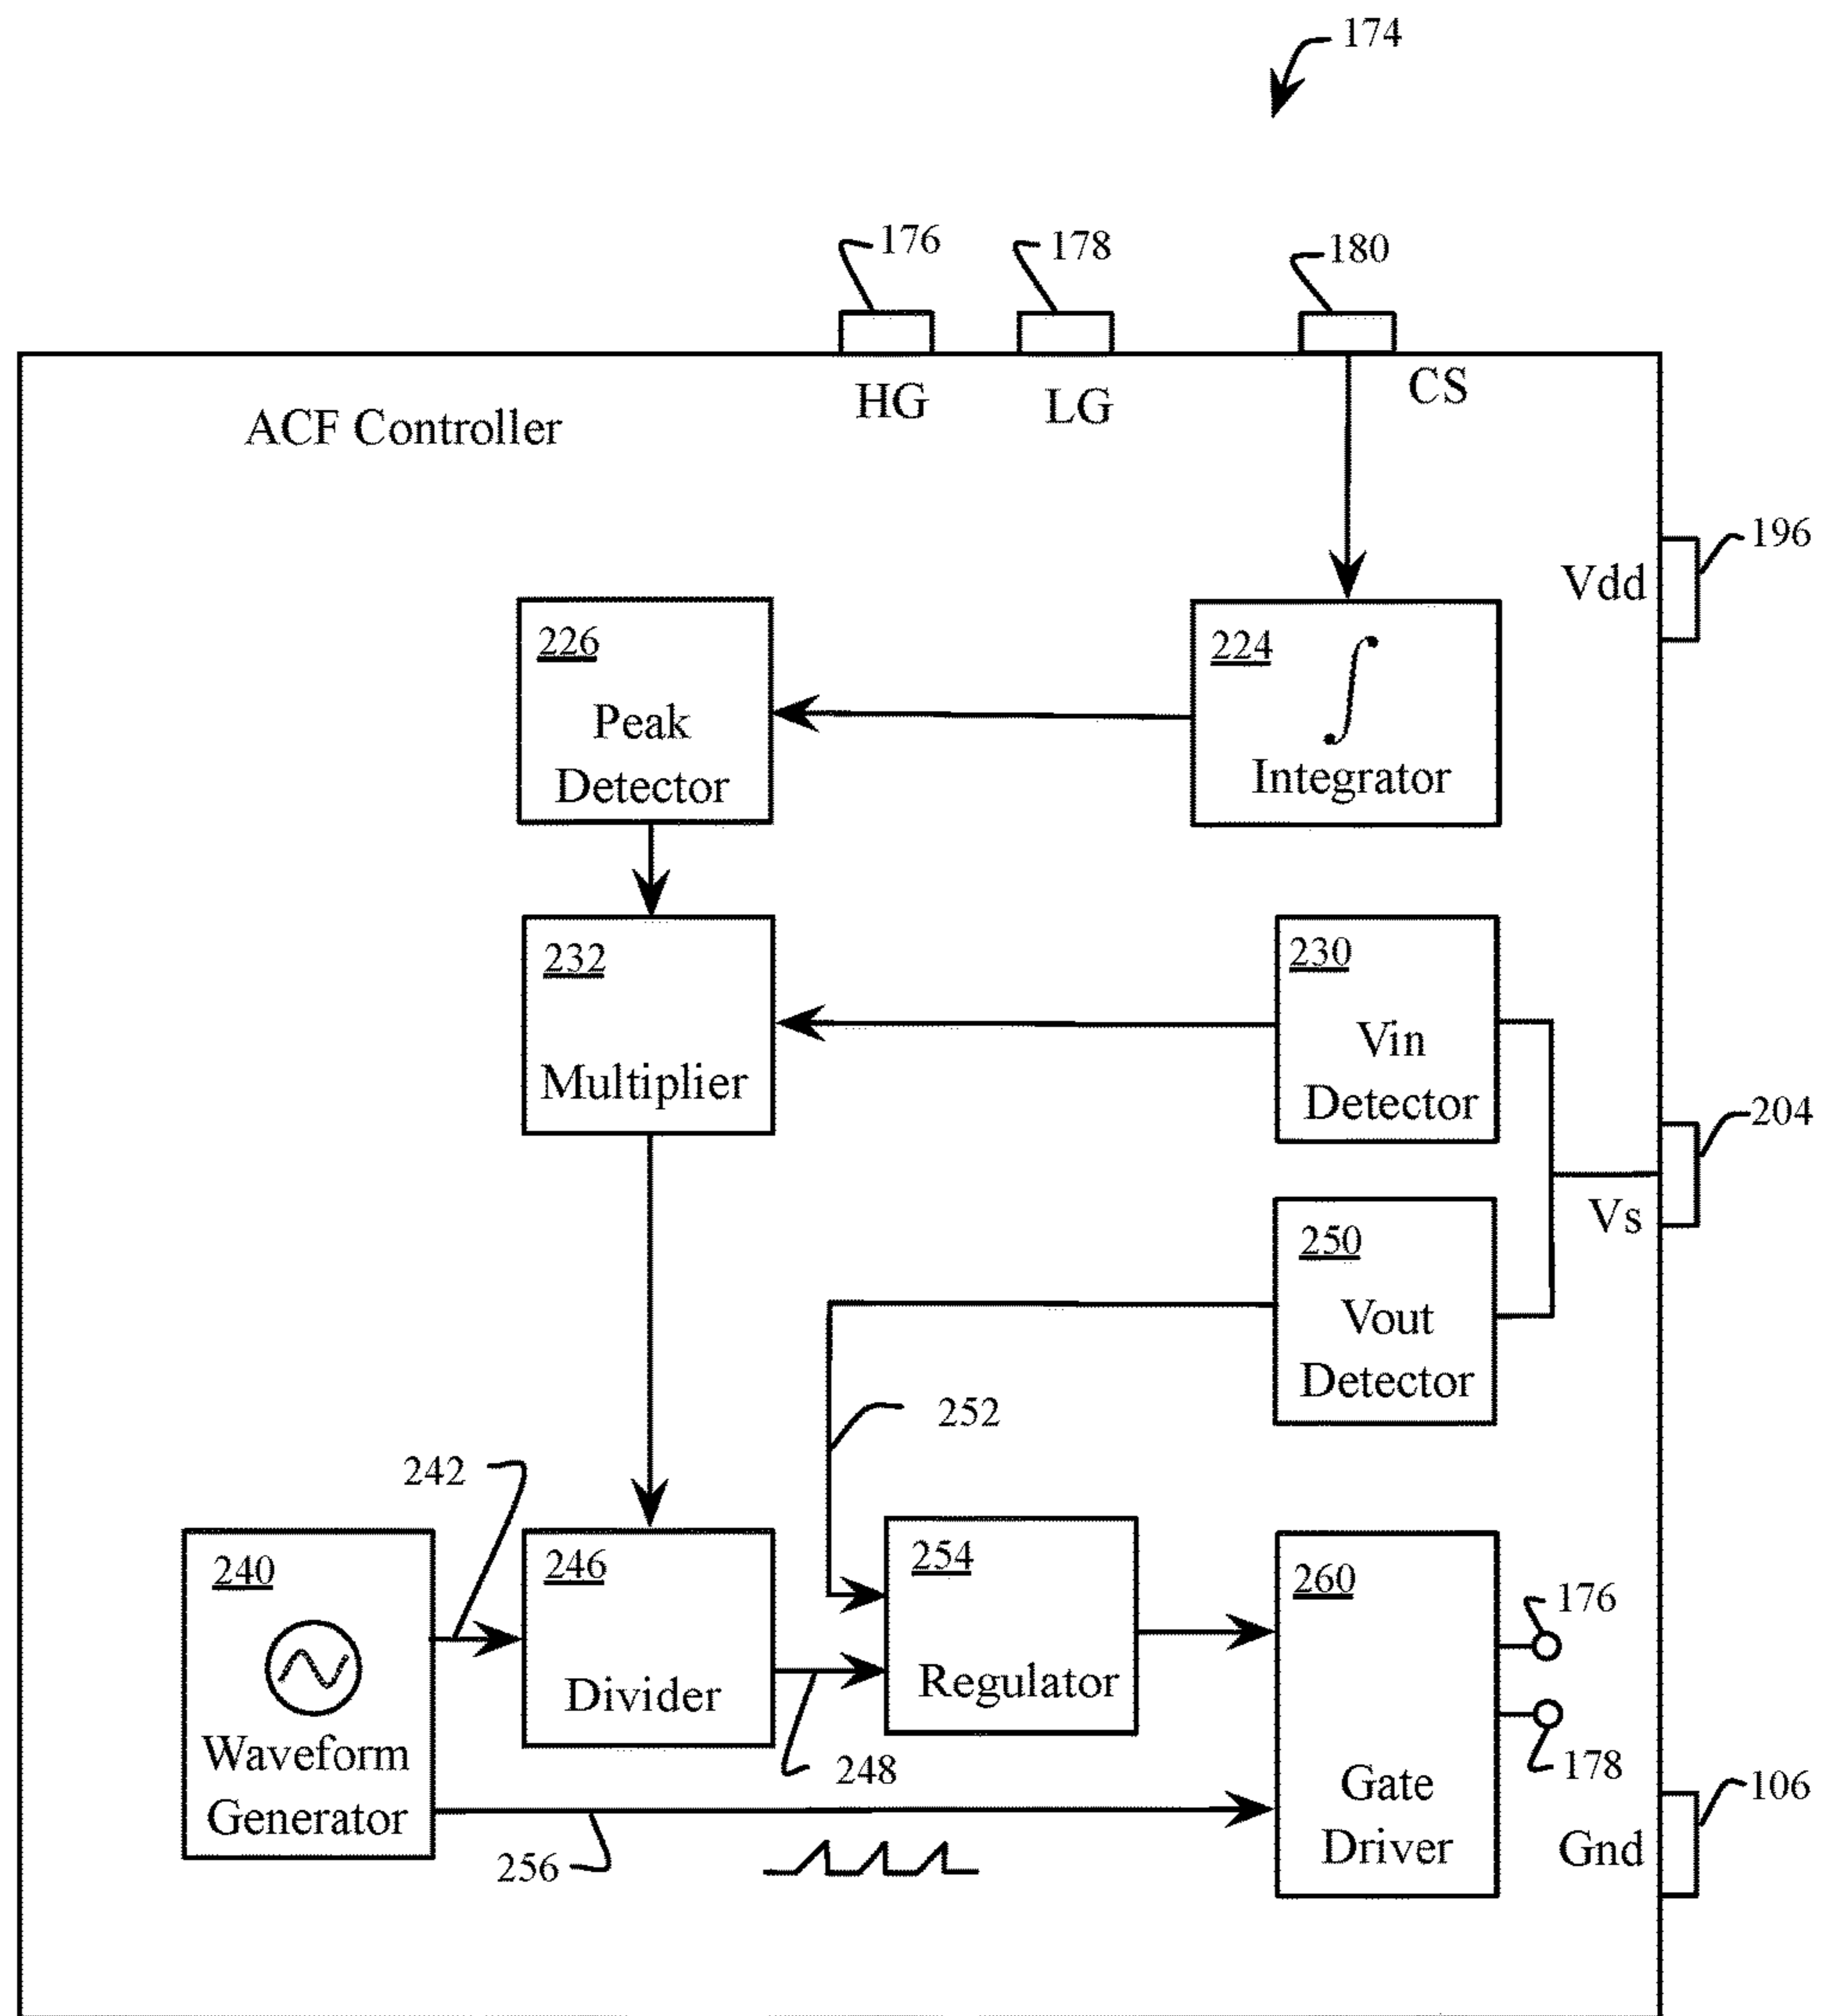 174
176
178
180
HG
LG
CS
ACF Controller
196
Vdd
226
Peak
Detector
224
∫
Integrator
232
Multiplier
230
Vin
Detector
204
Vs
250
Vout
Detector
252
242
240
Waveform
Generator
246
Divider
254
Regulator
260
Gate
Driver
176
178
248
256
106
Gnd